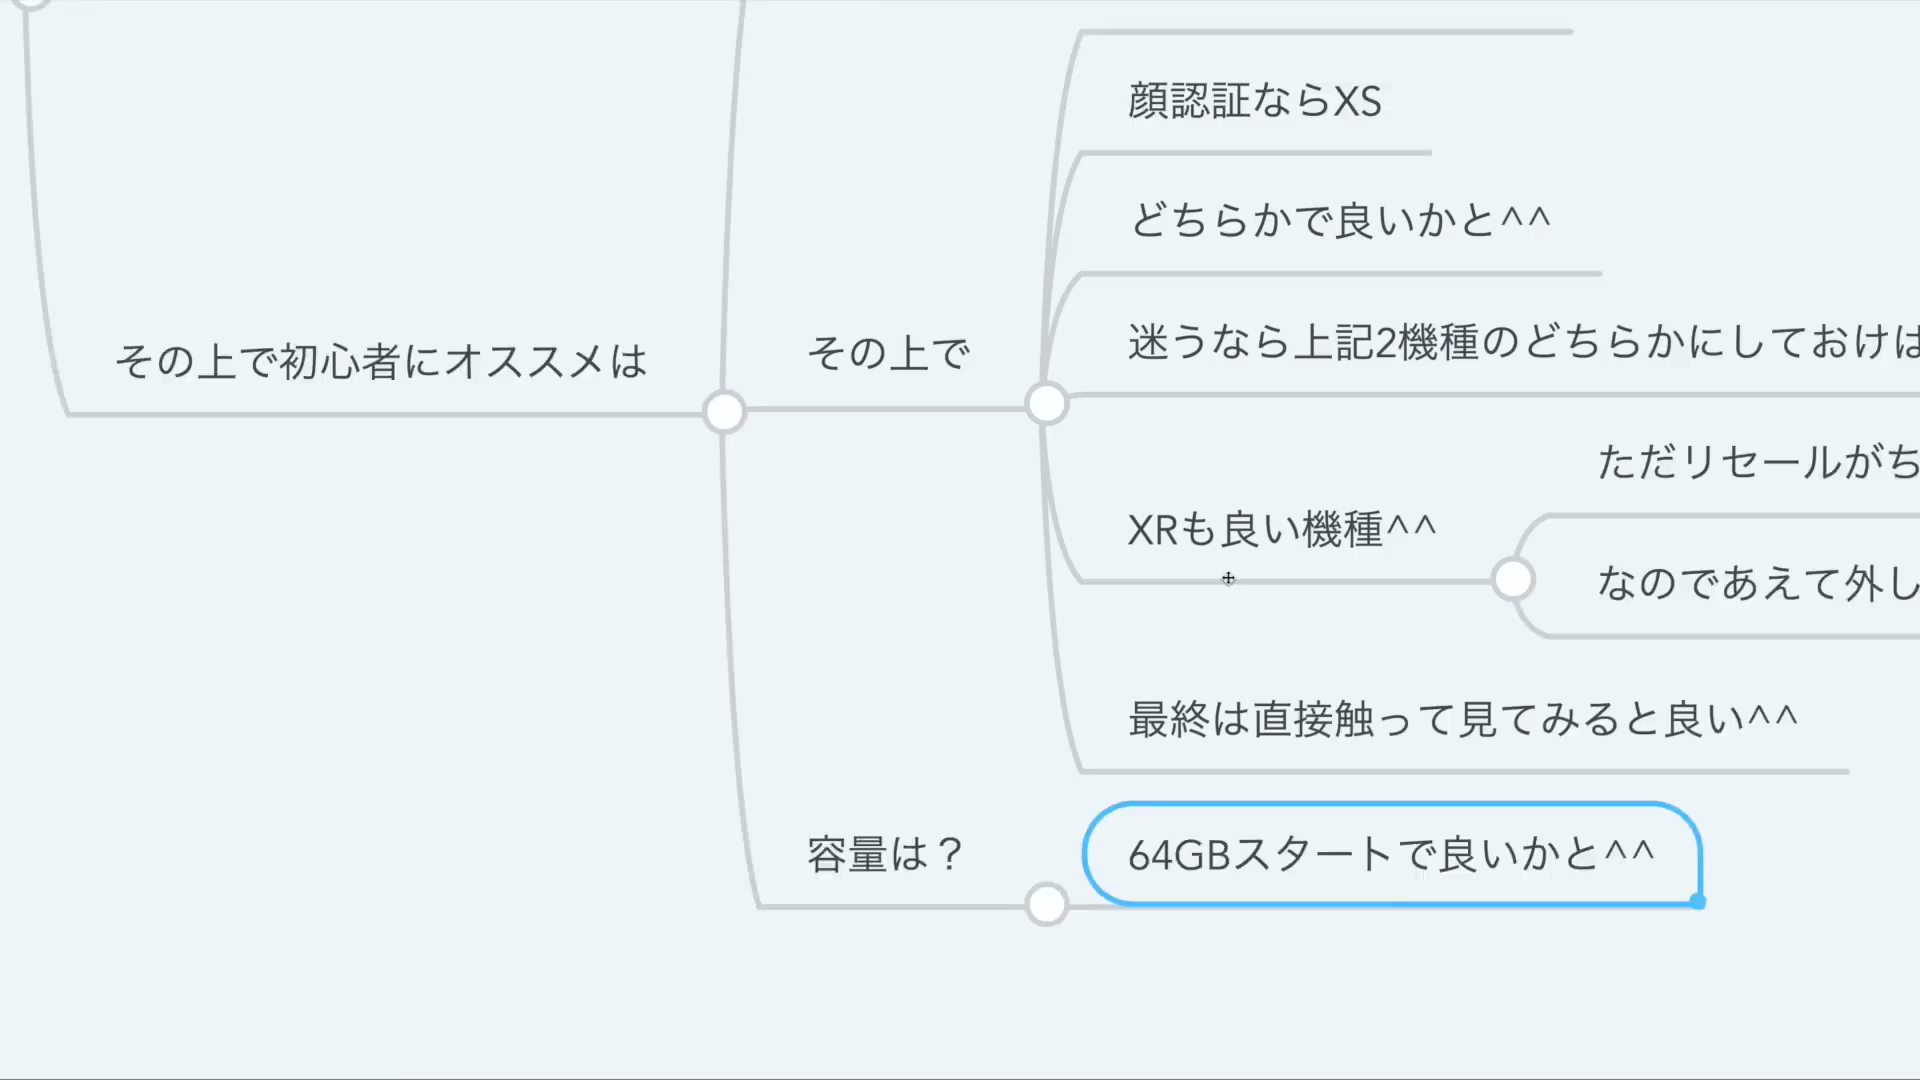 顔認証ならXS
どちらかで良いかと^^
その上で初心者にオススメは
その上で
迷うなら上記2機種のどちらかにしておけば
XRも良い機種^^
ただリセールがち
なのであえて外し
最終は直接触って見てみると良い^^
容量は？
64GBスタートで良いかと^^